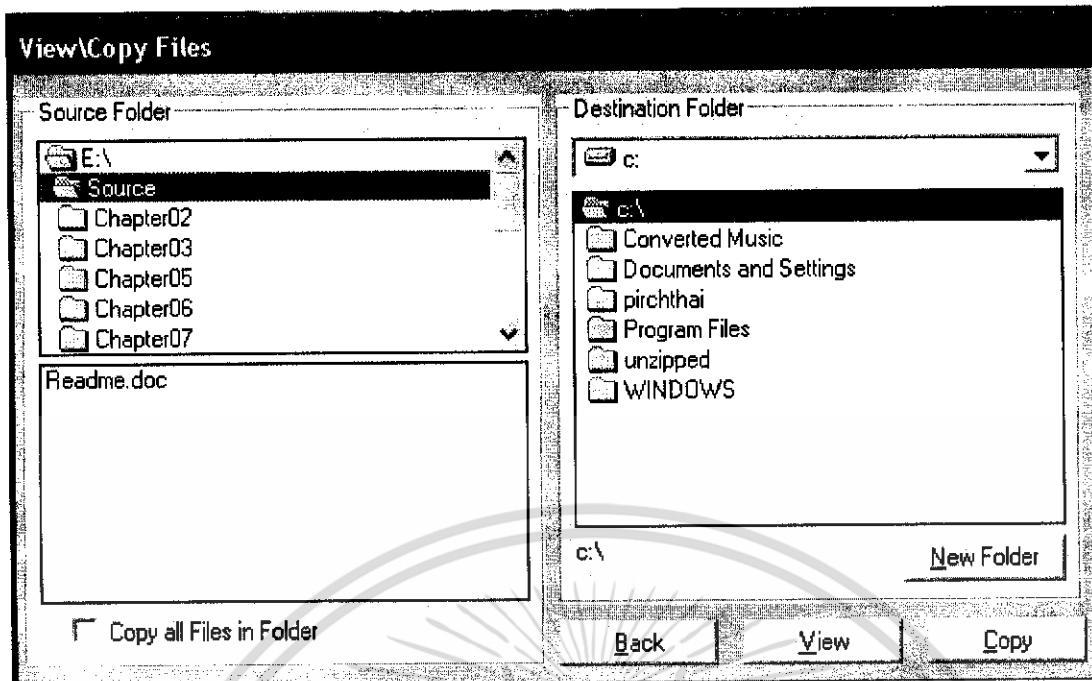 View\Copy Files
Source Folder
E:\
Source
Chapter02
Chapter03
Chapter05
Chapter06
Chapter07
Readme.doc
Copy all Files in Folder
Destination Folder
c:
c:\
Converted Music
Documents and Settings
pirchthai
Program Files
unzipped
WINDOWS
c:\
New Folder
Back
View
Copy